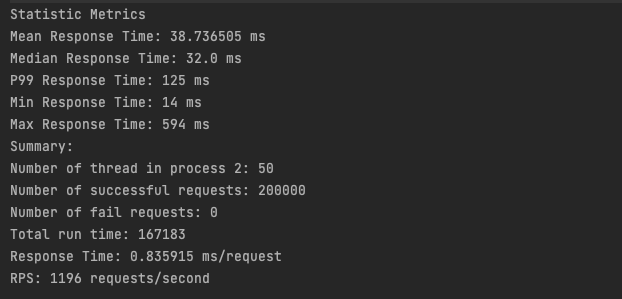 Statistic Metrics
Mean Response Time: 38.736505 ms
Median Response Time: 32.0 ms
P99 Response Time: 125 ms
Min Response Time: 14 ms
Max Response Time: 594 ms
Summary:
Number of thread in process 2: 50
Number of successful requests: 200000
Number of fail requests: 0
Total run time: 167183
Response Time: 0.835915 ms/request
RPS: 1196 requests/second